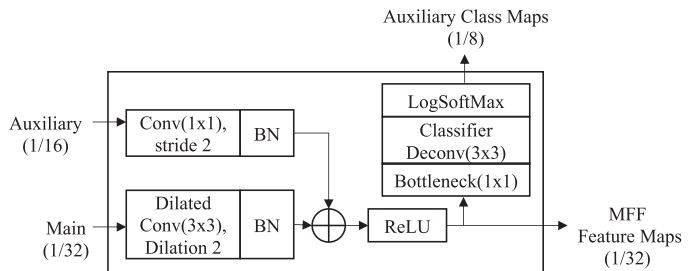 Auxiliary Class Maps
(1/8)
LogSoftMax
Classifier
Deconv(3x3)
Bottleneck(1x1)
Auxiliary
(1/16)
Conv(1x1),
stride 2
BN
Main
(1/32)
Dilated
Conv(3x3),
Dilation 2
BN
ReLU
MFF
Feature Maps
(1/32)